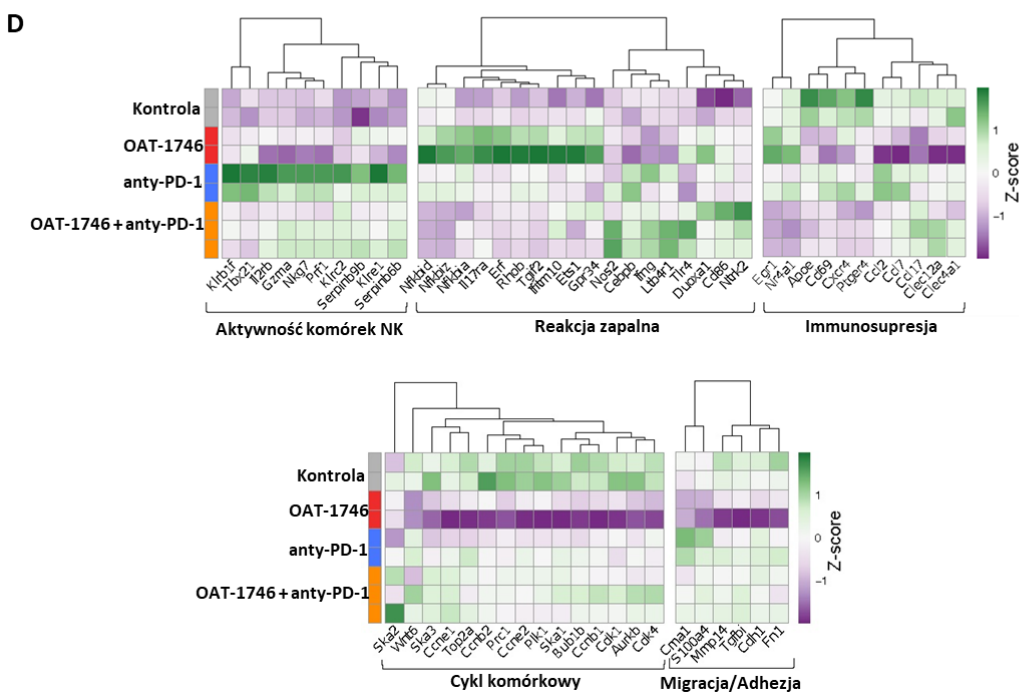 D
Kontrola
OAT-1746
anty-PD-1
OAT-1746 + anty-PD-1
1
0
−1
Z-score
Klrb1f Tbx21 Il2rb Gzma Nkg7 Prf1 Klrc2 Serpinb9b Klre1 Serpinb6b
Nfkbid Nfkbiz Nfkbia Il17ra Erf Rhob Tgif2 Ifitm10 Ets1 Gpr34 Nos2 Cebpb Ifng Ltb4r1 Tlr4 Duoxa1 Cd86 Ntrk2
Egr1 Nr4a1 Apoe Cd69 Cxcr4 Ptger4 Ccl2 Ccl7 Ccl17 Clec12a Clec4a1
Aktywność komórek NK
Reakcja zapalna
Immunosupresja
Kontrola
OAT-1746
anty-PD-1
OAT-1746 + anty-PD-1
1
0
−1
Z-score
Ska2 Wnt6 Ska3 Ccne1 Top2a Ccnb2 Prc1 Ccne2 Plk1 Ska1 Bub1b Ccnb1 Cdk1 Aurkb Cdk4
Cma1 S100a4 Mmp14 Tgfbi Cdh1 Fn1
Cykl komórkowy
Migracja/Adhezja